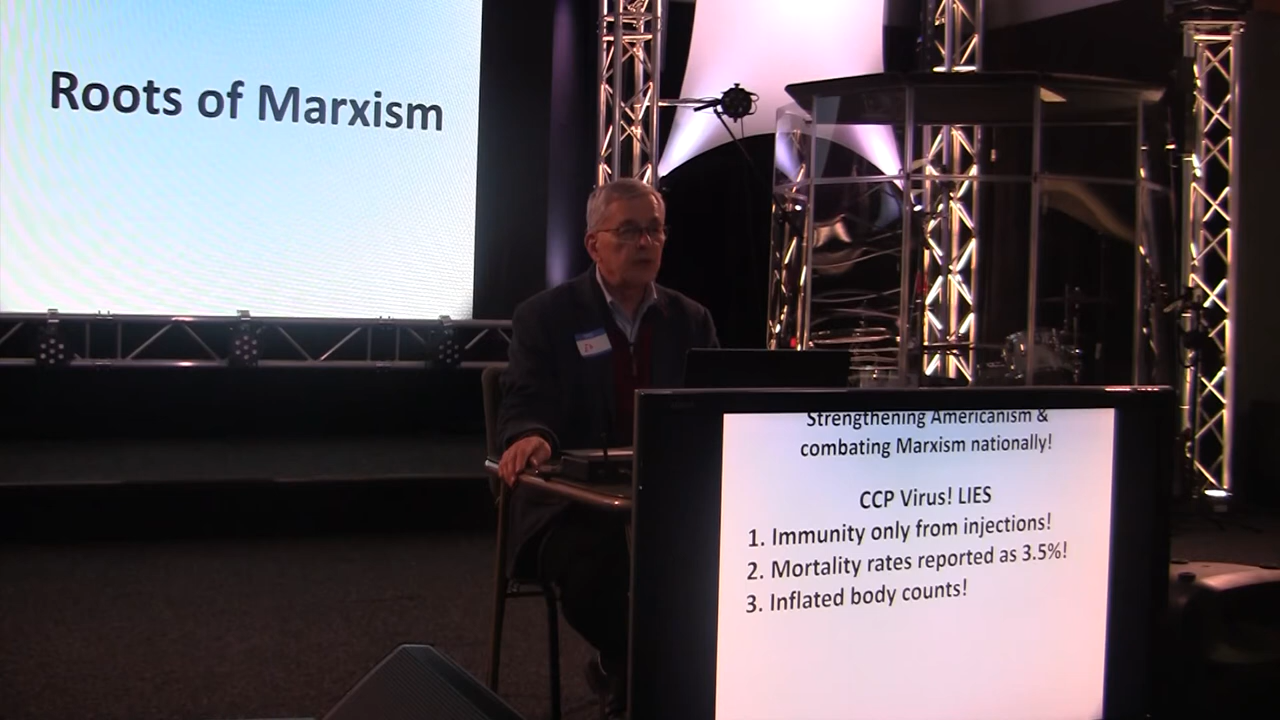 Roots of Marxism
Strengthening Americanism &
combating Marxism nationally!
CCP Virus! LIES
1. Immunity only from injections!
2. Mortality rates reported as 3.5%!
3. Inflated body counts!